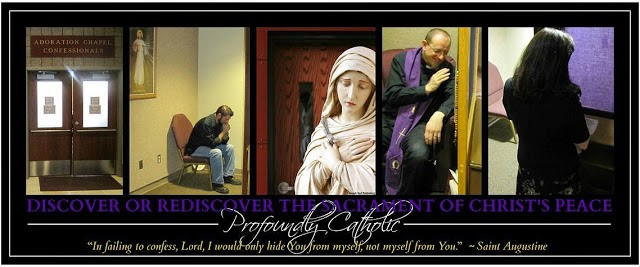 ADORATION CHAPEL
CONFESSIONALS
DISCOVER OR REDISCOVER THE SACRAMENT OF CHRIST'S PEACE
Profoundly Catholic
“In failing to confess, Lord, I would only hide You from myself, not myself from You.” ~ Saint Augustine